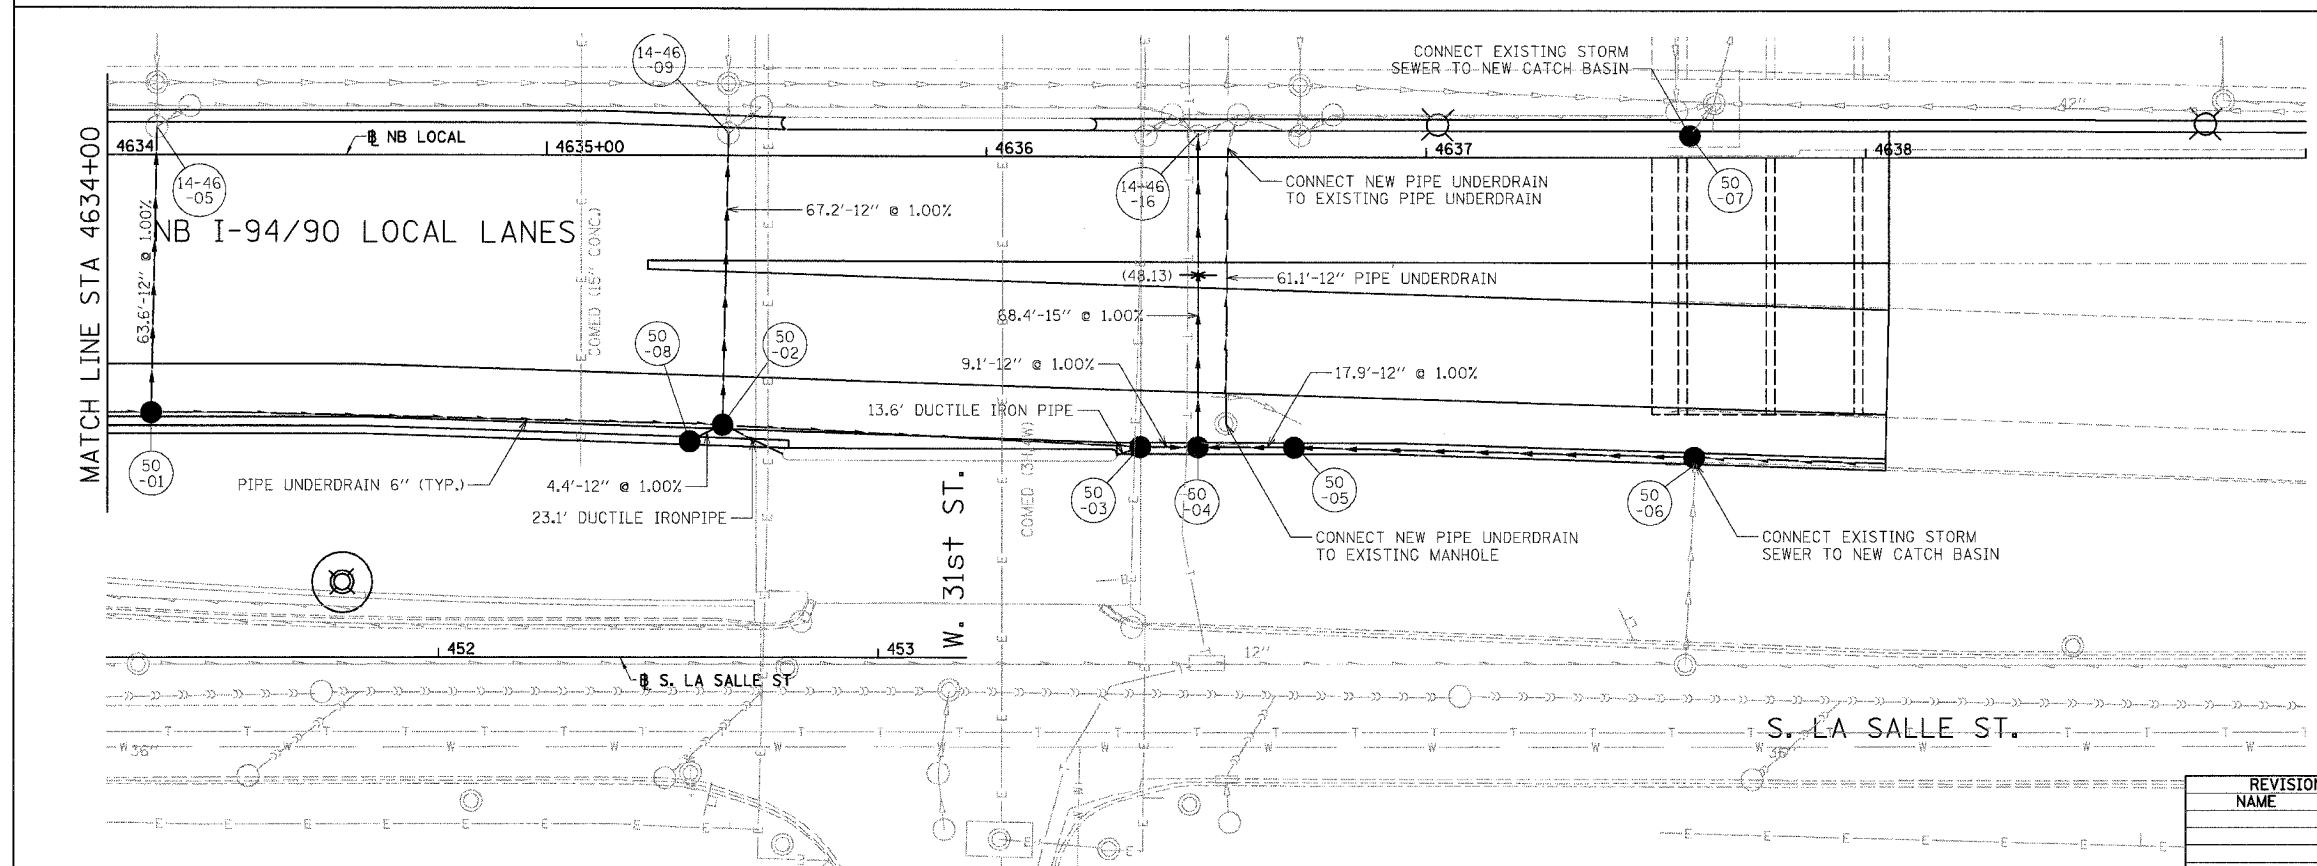 CONNECT EXISTING STORM
SEWER TO NEW CATCH BASIN
14-46
-09
42"
MATCH LINE STA 4634+00
4634
℄ NB LOCAL
4635+00
4636
4637
4638
14-46
-05
14-46
-16
50
-07
CONNECT NEW PIPE UNDERDRAIN
TO EXISTING PIPE UNDERDRAIN
63.6'-12" @ 1.00%
NB I-94/90 LOCAL LANES
67.2'-12" @ 1.00%
COMED (15" CONC.)
(48.13)
61.1'-12" PIPE UNDERDRAIN
68.4'-15" @ 1.00%
50
-08
50
-02
9.1'-12" @ 1.00%
17.9'-12" @ 1.00%
13.6' DUCTILE IRON PIPE
50
-01
PIPE UNDERDRAIN 6" (TYP.)
4.4'-12" @ 1.00%
23.1' DUCTILE IRONPIPE
W. 31st ST.
50
-03
50
-04
50
-05
50
-06
CONNECT NEW PIPE UNDERDRAIN
TO EXISTING MANHOLE
CONNECT EXISTING STORM
SEWER TO NEW CATCH BASIN
452
453
12"
℄ S. LA SALLE ST
S. LA SALLE ST.
36"
36"
REVISION
NAME